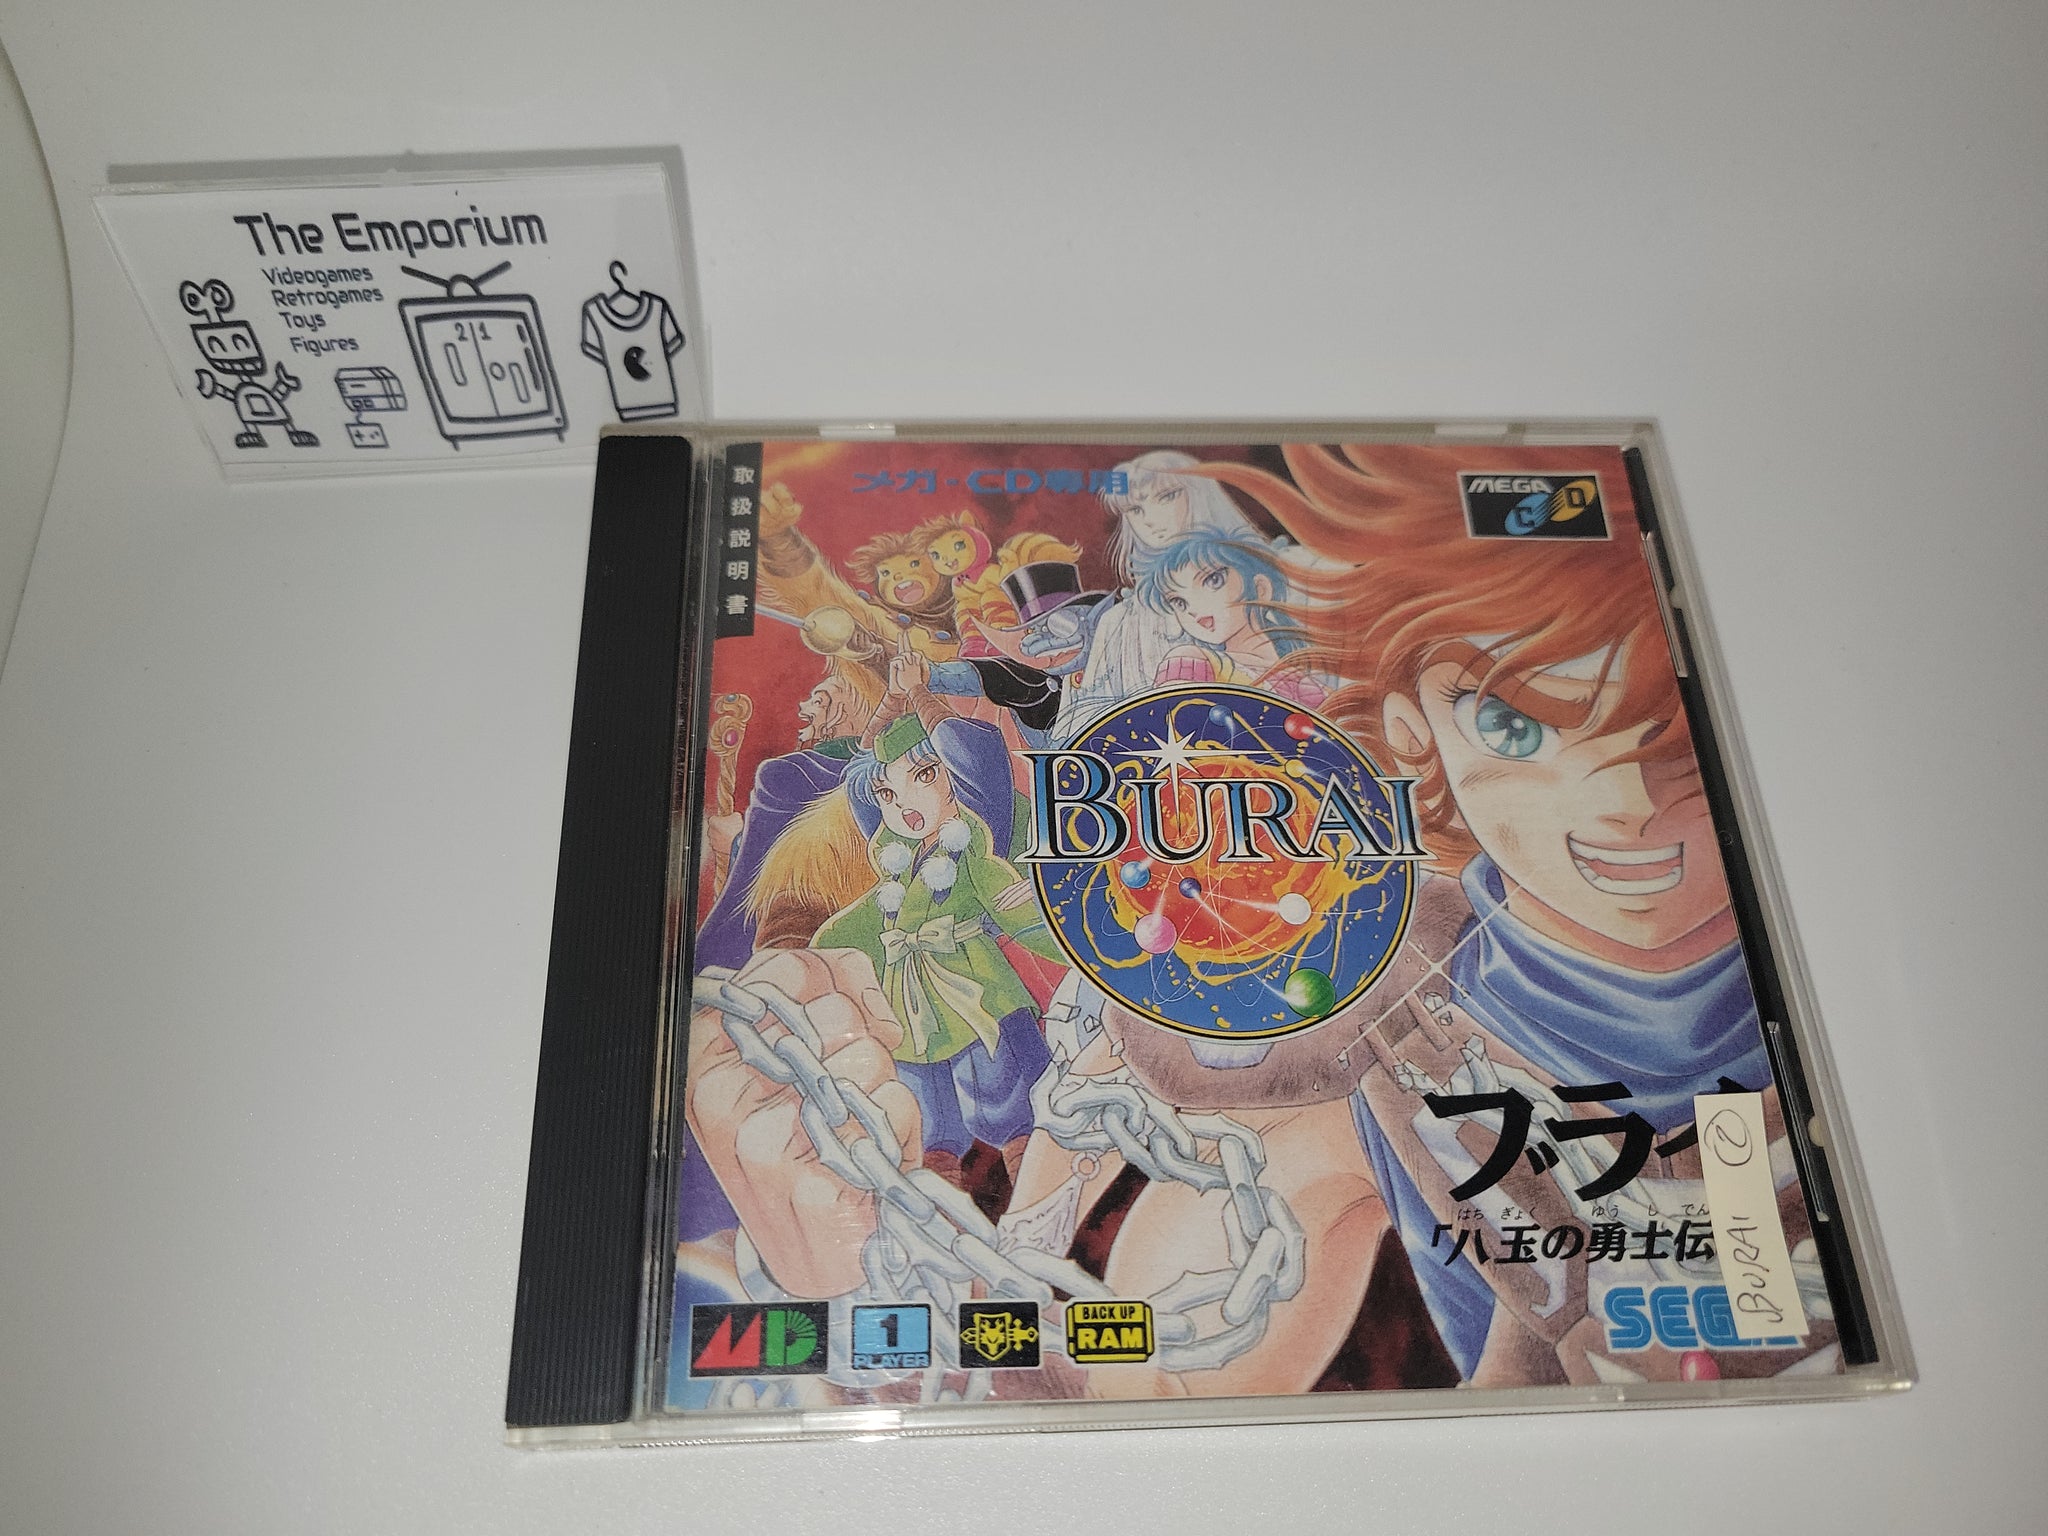 The Emporium
Videogames
Retrogames
Toys
Figures
21
取扱説明書
メガ・CD専用
MEGA
CD
BURAI
ブライ
はち ぎょく ゆう し でん
「八玉の勇士伝
SEGA
BURAI 2
MD
1
PLAYER
BACK UP
RAM